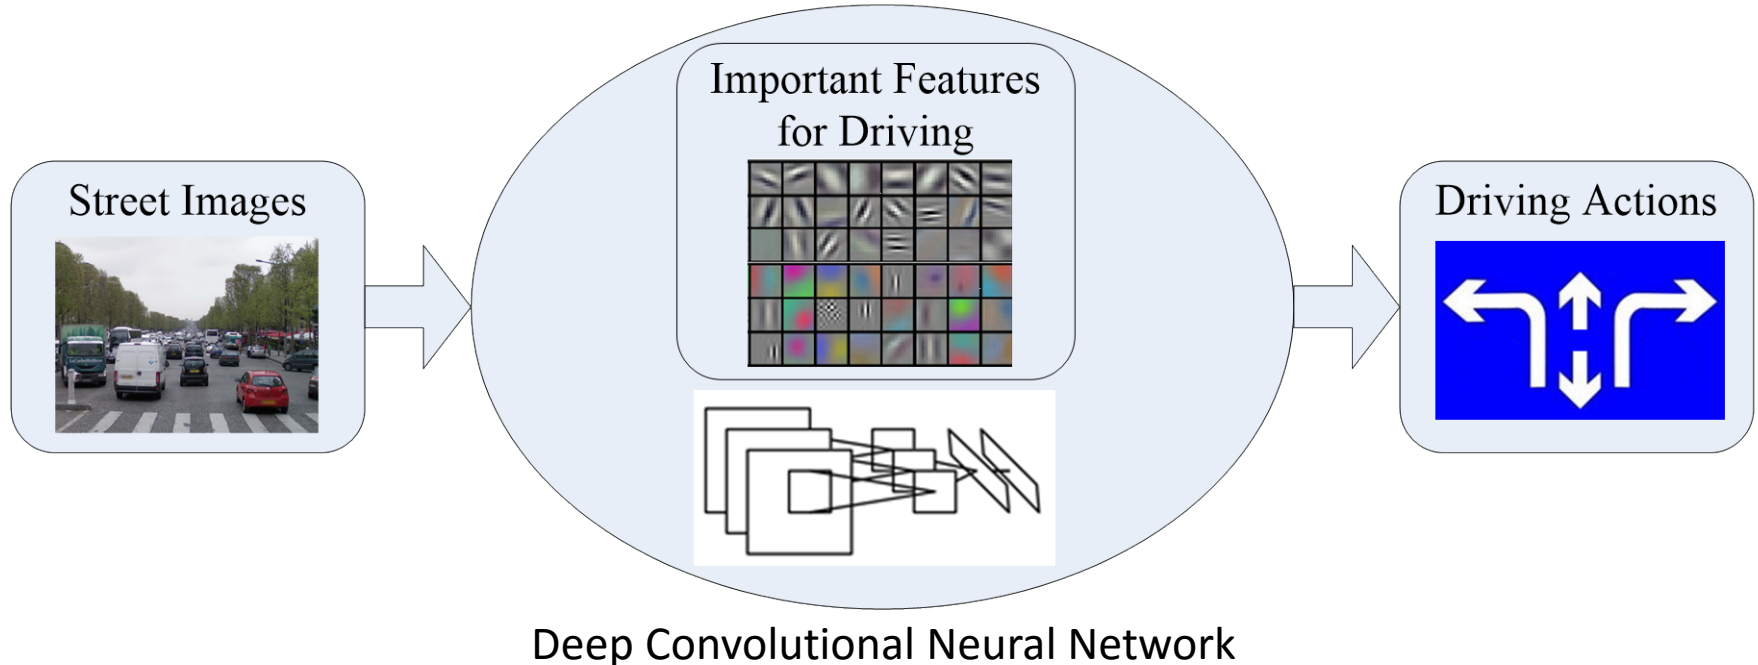 Important Features
for Driving
Street Images
Driving Actions
Deep Convolutional Neural Network